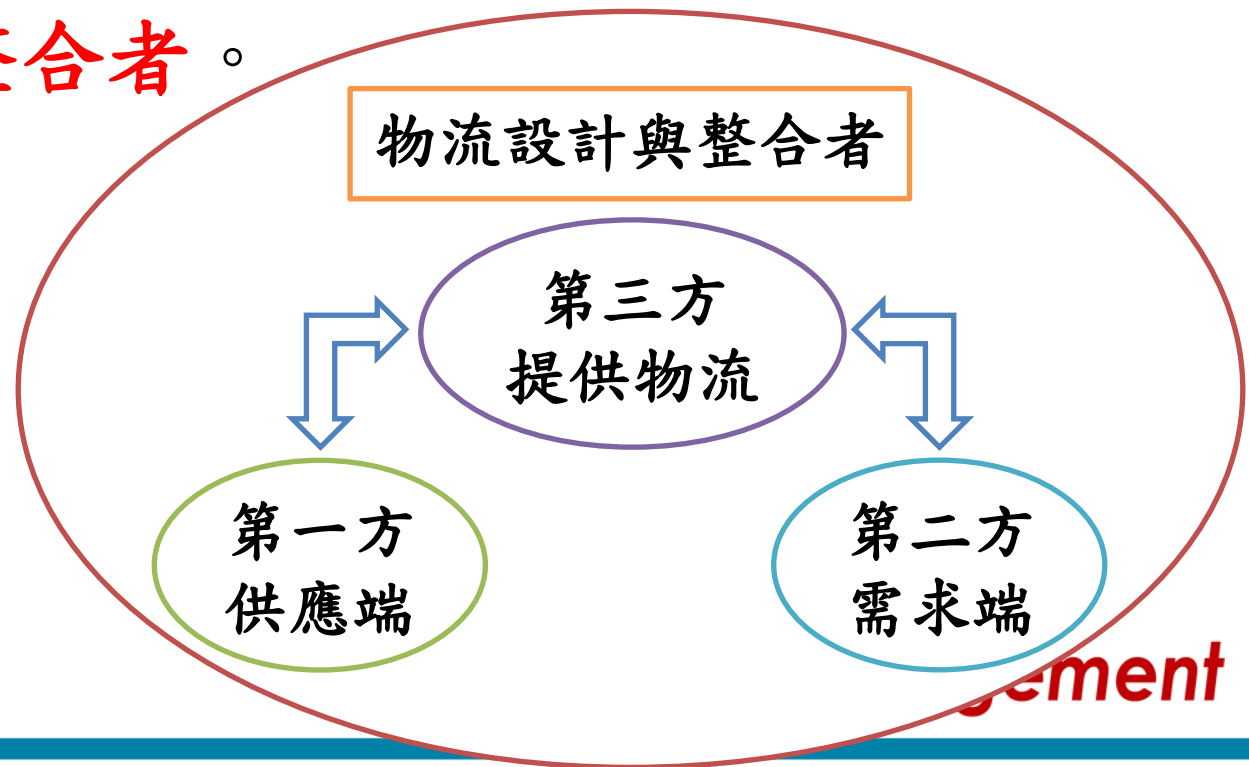 合者。
物流設計與整合者
第三方
提供物流
第一方
供應端
第二方
需求端
ement